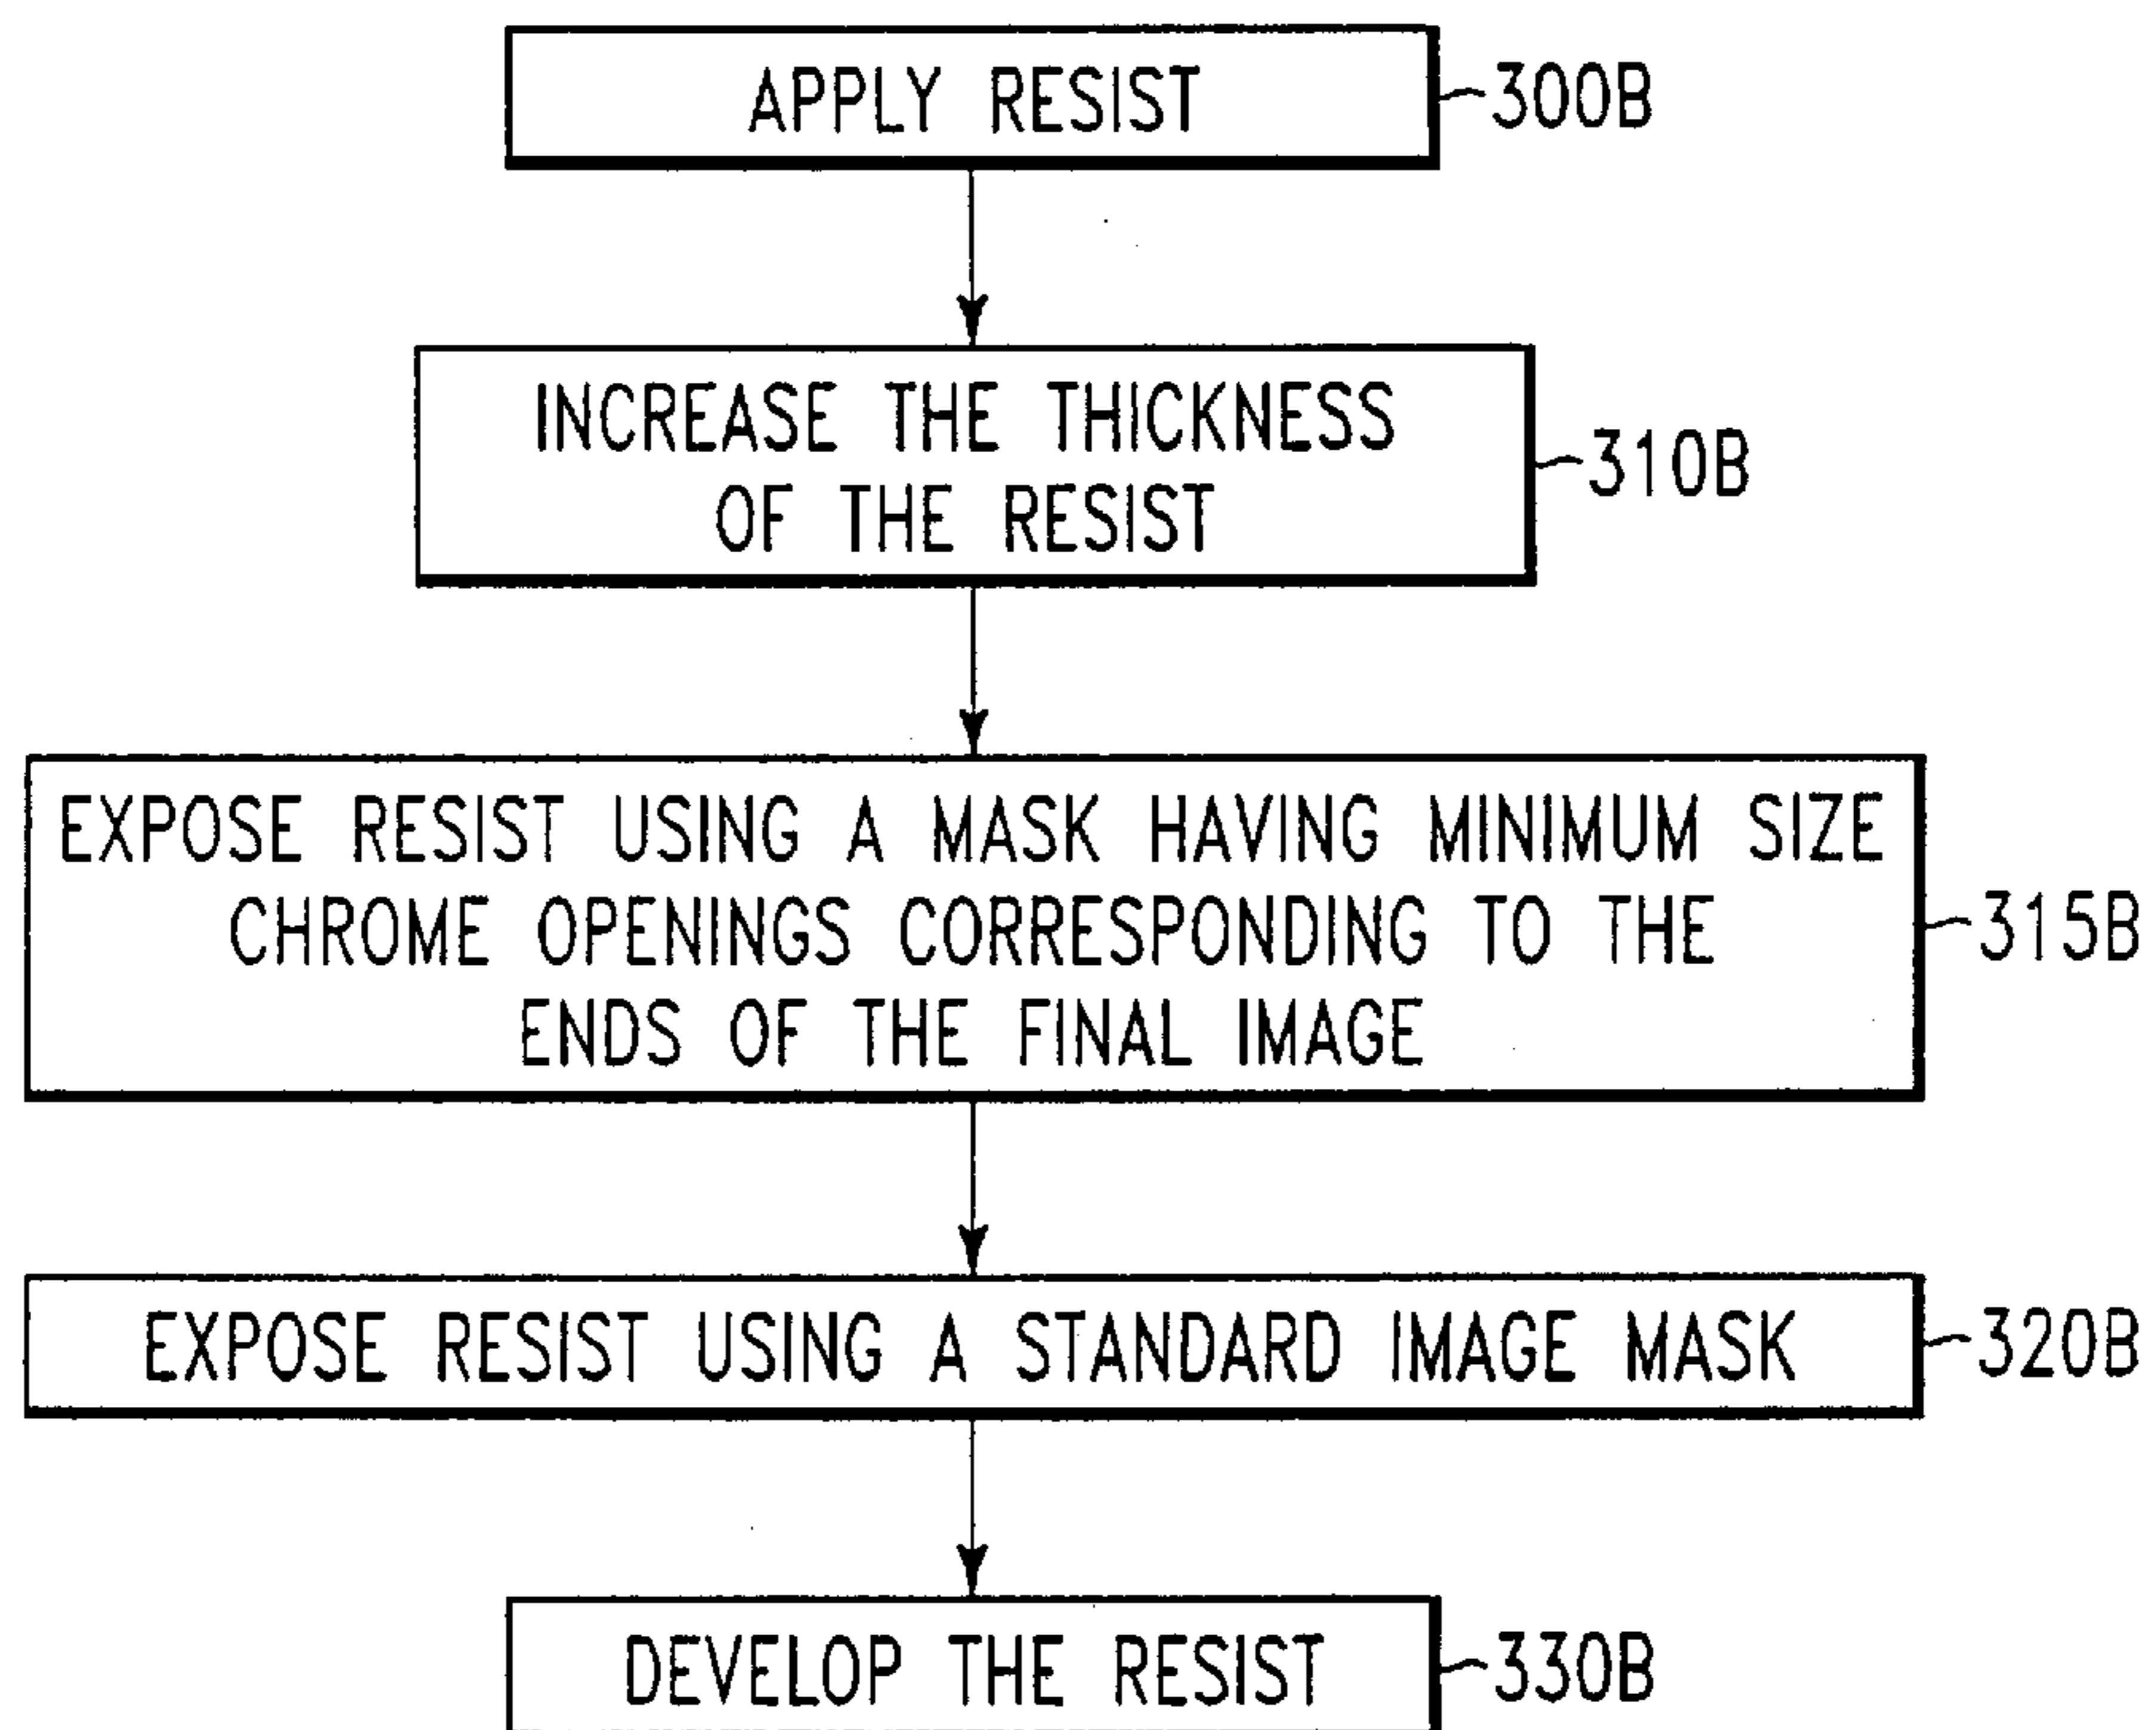 APPLY RESIST
300B
INCREASE THE THICKNESS
OF THE RESIST
310B
EXPOSE RESIST USING A MASK HAVING MINIMUM SIZE
CHROME OPENINGS CORRESPONDING TO THE
ENDS OF THE FINAL IMAGE
315B
EXPOSE RESIST USING A STANDARD IMAGE MASK
320B
DEVELOP THE RESIST
330B